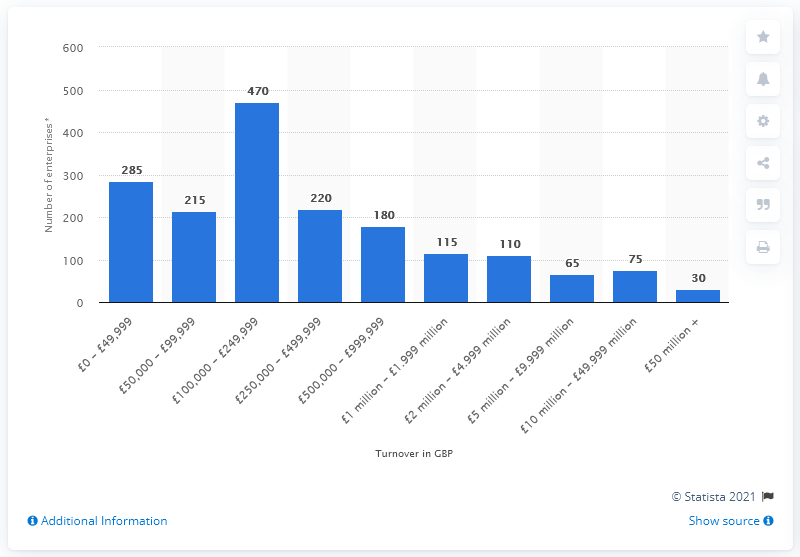 600
500
400
300
200
100
0
Number of enterprises*
285
215
470
220
180
115
110
65
75
30
£0 – £49,999
£50,000 – £99,999
£100,000 – £249,999
£250,000 – £499,999
£500,000 – £999,999
£1 million – £1.999 million
£2 million – £4.999 million
£5 million – £9.999 million
£10 million – £49.999 million
£50 million +
Turnover in GBP
© Statista 2021
Additional Information
Show source